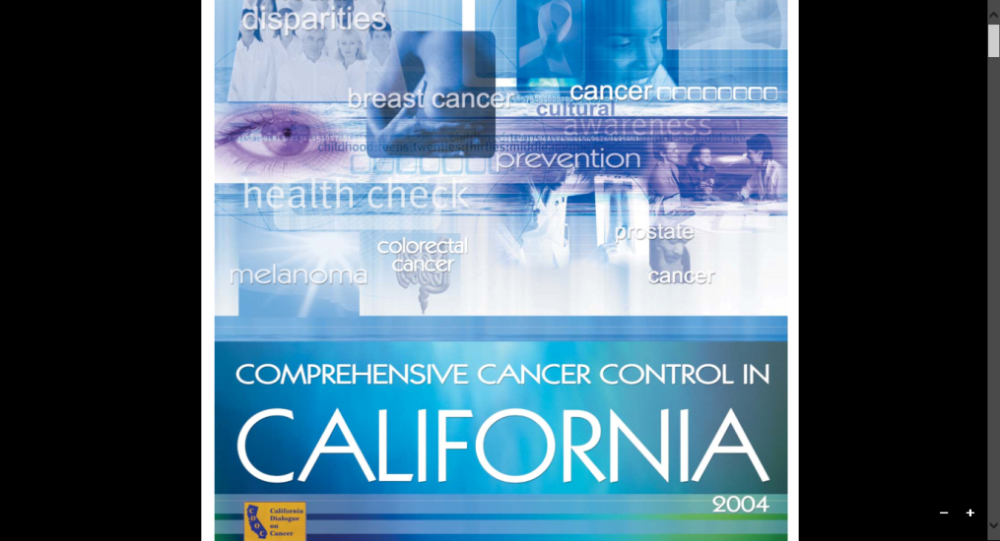 disparities
breast cancer
cancer
cultural
awareness
childhood:teens:twenties:thirties:middle
prevention
health check
prostate
colorectal
cancer
melanoma
cancer
COMPREHENSIVE CANCER CONTROL IN
CALIFORNIA
2004
CDOC
California
Dialogue
on
Cancer